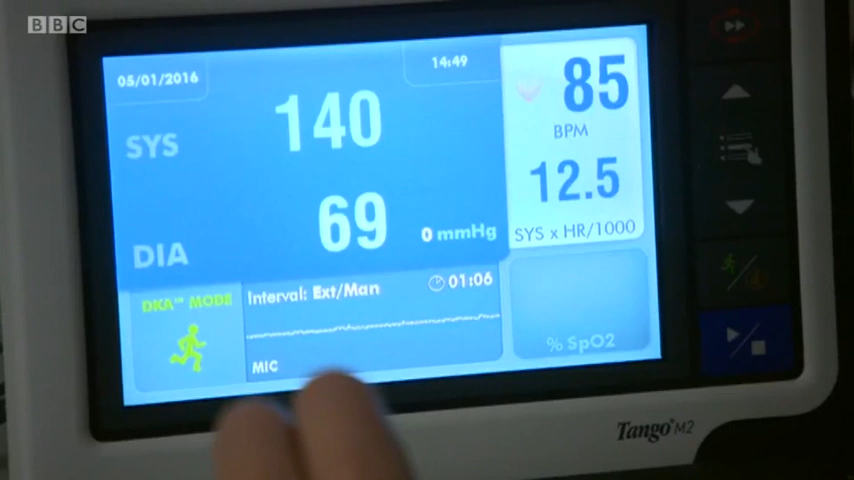 BBC
05/01/2016
14:49
SYS
140
DIA
69
0 mmHg
85
BPM
12.5
SYS x HR/1000
DKA™ MODE
Interval: Ext/Man
01:06
MIC
% SpO2
Tango® M2